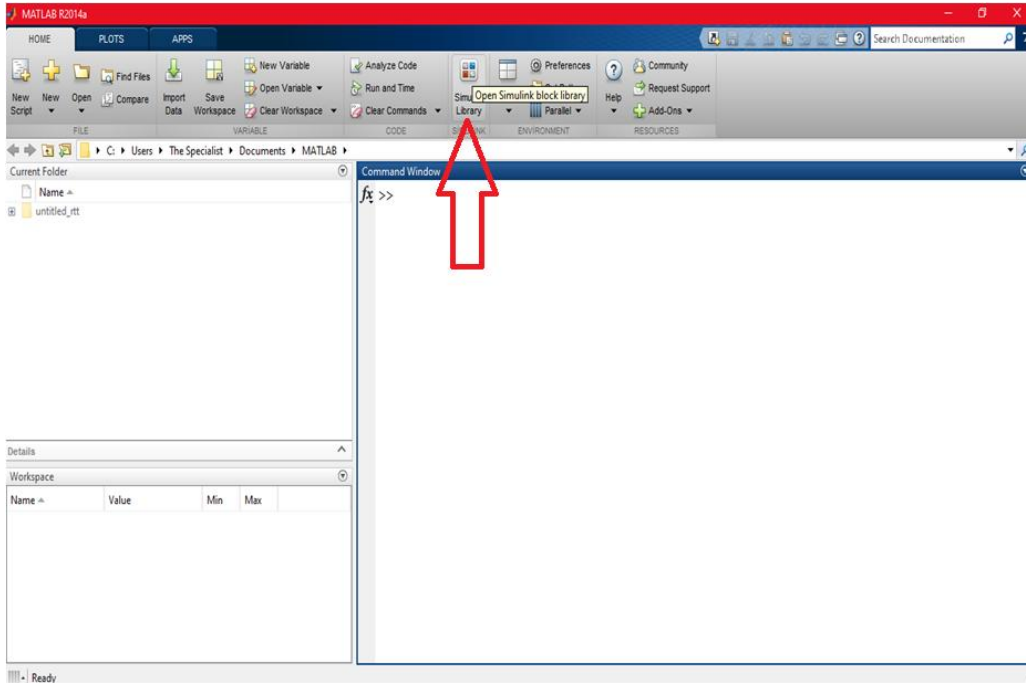 MATLAB R2014a
HOME PLOTS APPS
Search Documentation
New Script
New
Open
Find Files
Compare
Import Data
Save Workspace
New Variable
Open Variable
Clear Workspace
Analyze Code
Run and Time
Clear Commands
Library
Open Simulink block library
Preferences
Parallel
Help
Community
Request Support
Add-Ons
FILE VARIABLE CODE ENVIRONMENT RESOURCES
C: Users The Specialist Documents MATLAB
Current Folder
Name
untitled_rtt
Details
Workspace
Name Value Min Max
Command Window
fx >>
Ready